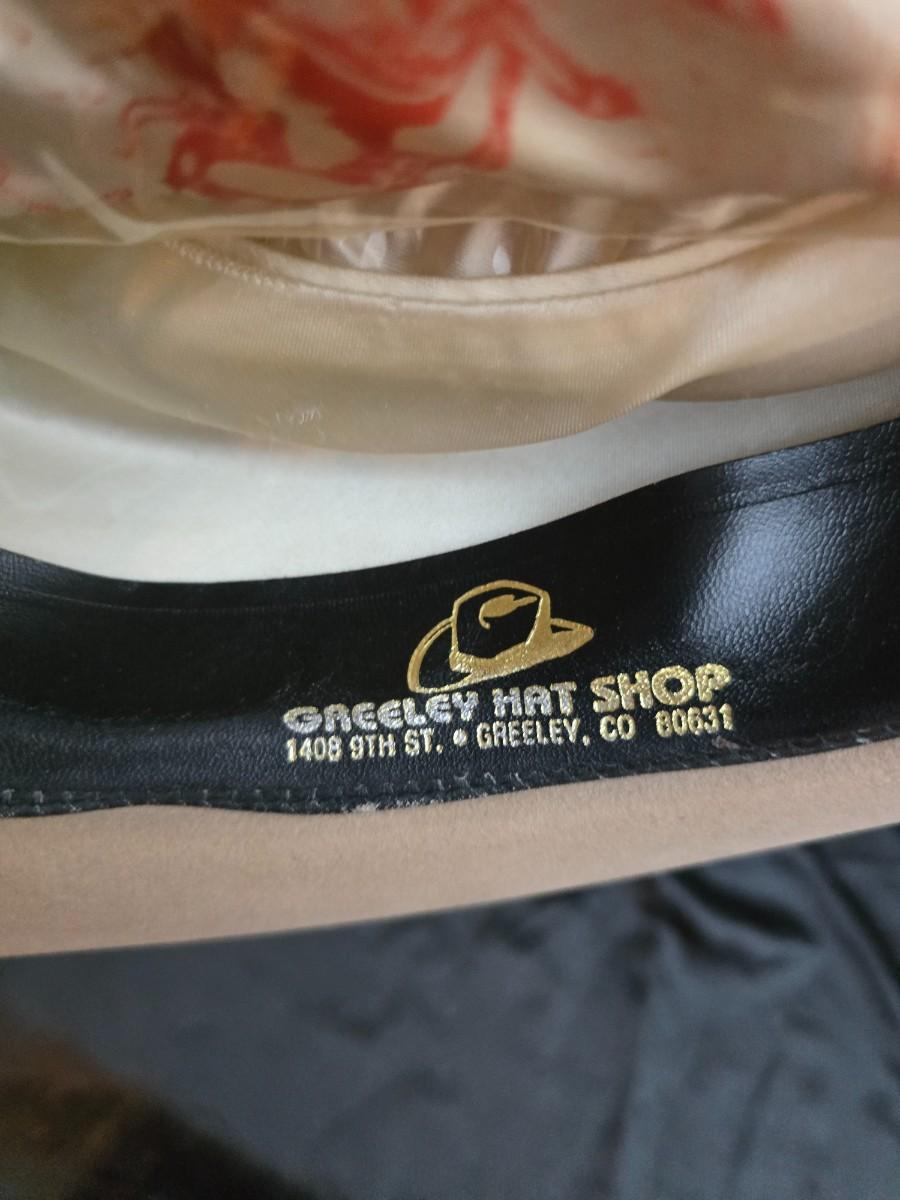 GREELEY HAT SHOP
1408 9TH ST. • GREELEY, CO 80631